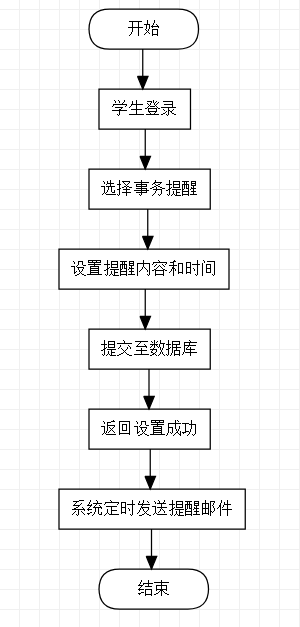 开始
学生登录
选择事务提醒
设置提醒内容和时间
提交至数据库
返回设置成功
系统定时发送提醒邮件
结束